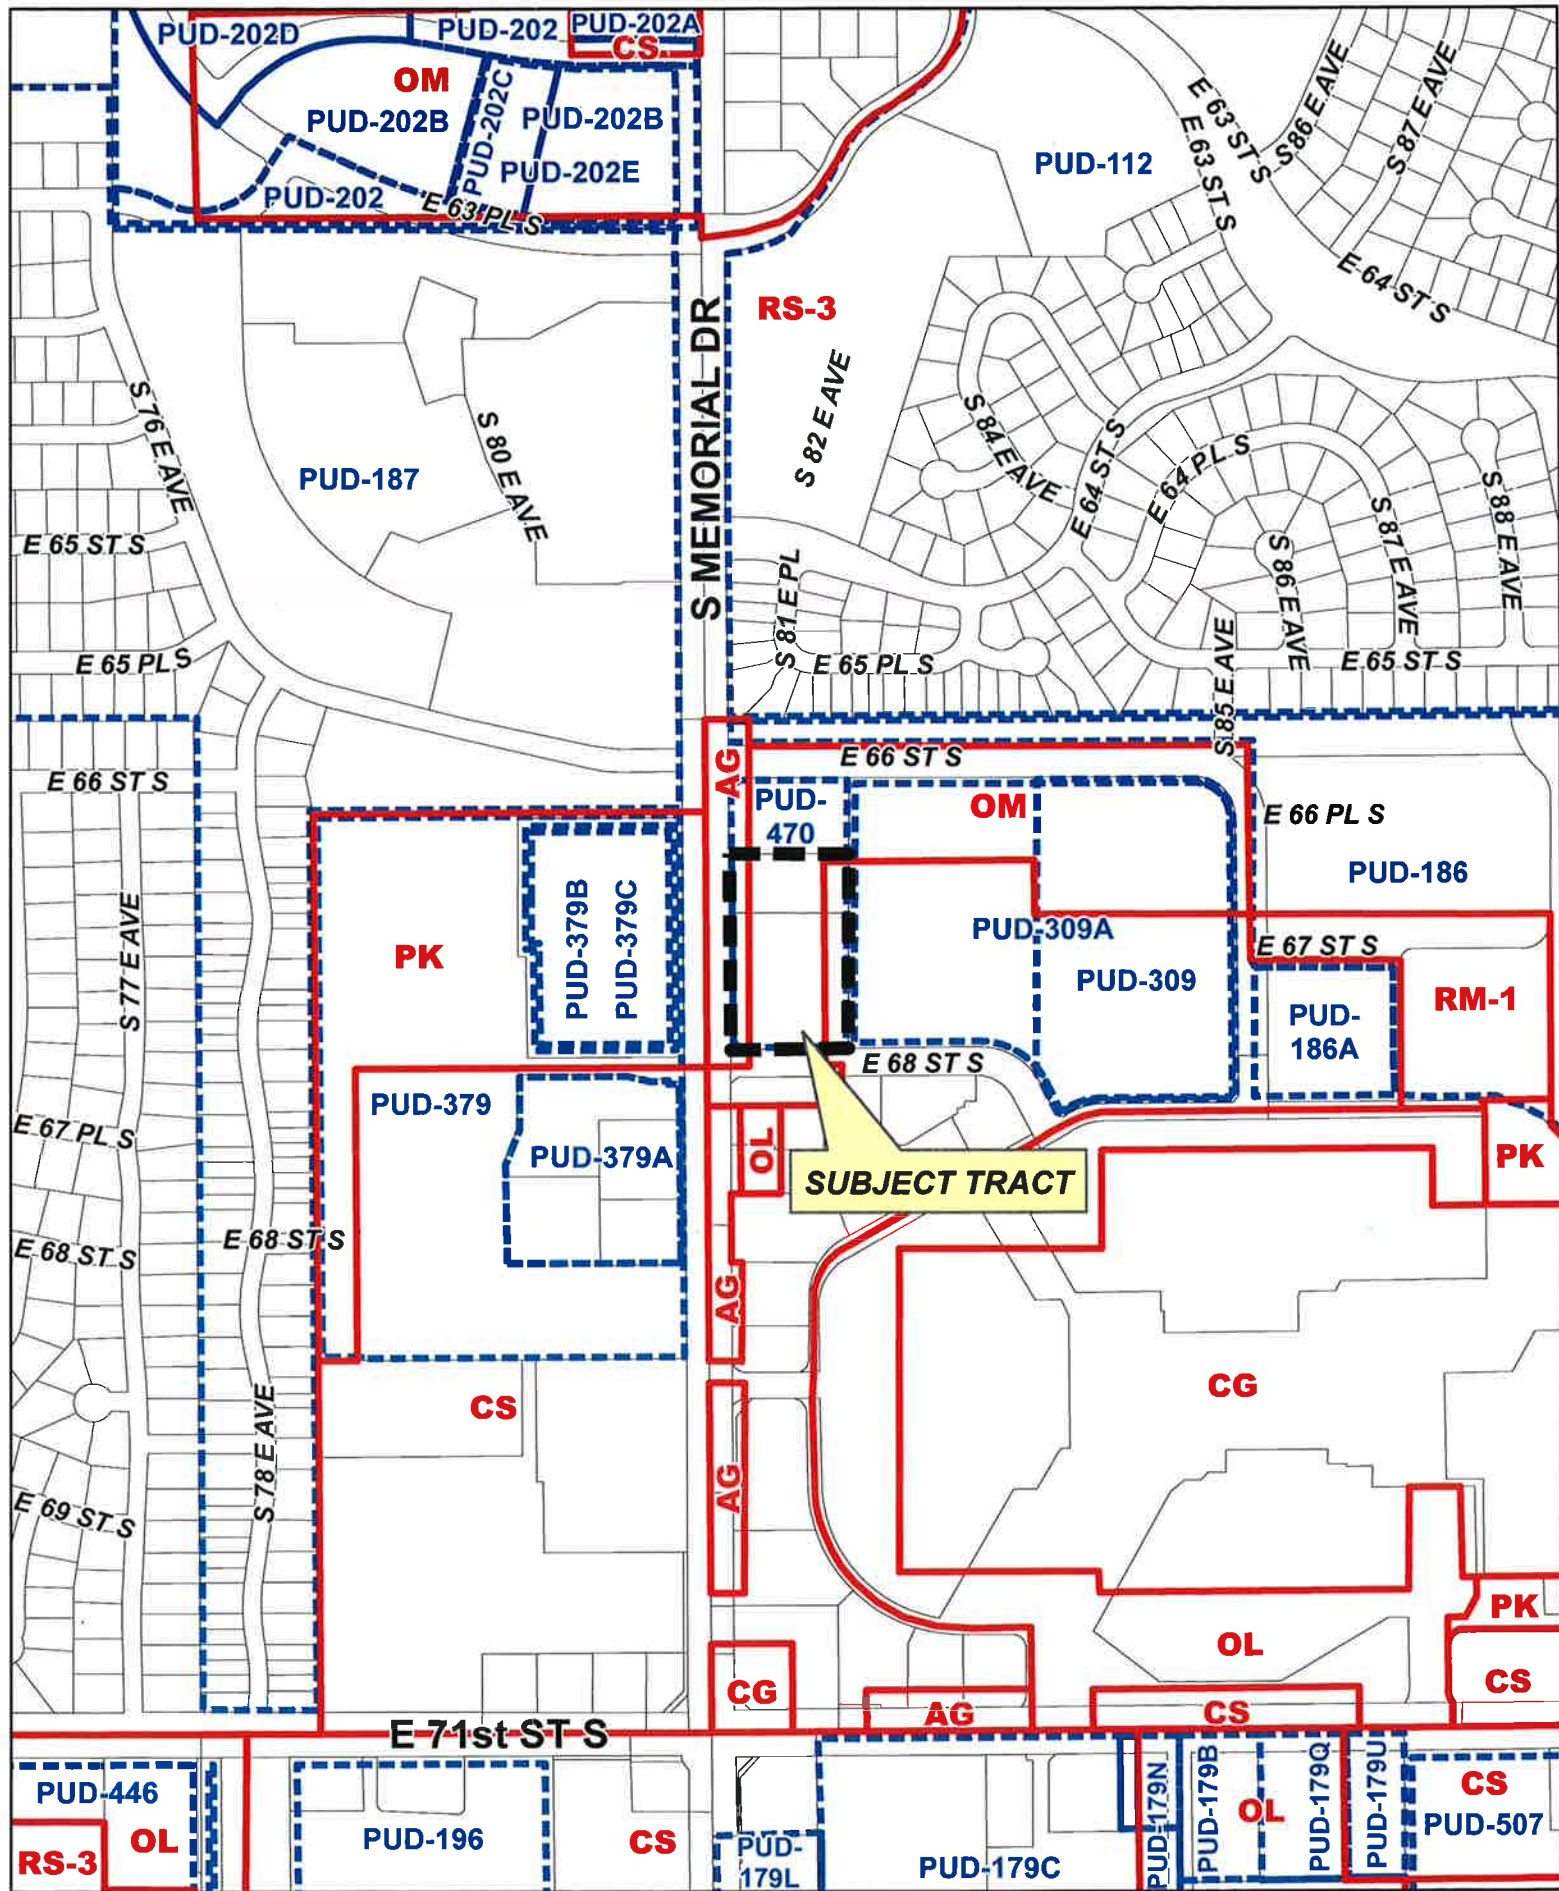 PUD-202D
PUD-202
PUD-202A
CS
OM
PUD-202B
PUD-202C
PUD-202B
PUD-202E
PUD-202
E 63 PL S
PUD-112
E 63 ST S
E 63 ST S
S 86 E AVE
S 87 E AVE
E 64 ST S
RS-3
S MEMORIAL DR
S 82 E AVE
S 76 E AVE
PUD-187
S 80 E AVE
S 84 E AVE
E 64 ST S
E 64 PL S
S 86 E AVE
S 87 E AVE
S 88 E AVE
E 65 ST S
S 81 E PL
E 65 PL S
E 65 PL S
S 85 E AVE
E 65 ST S
E 66 ST S
AG
E 66 ST S
PUD-
470
OM
E 66 PL S
PUD-186
S 77 E AVE
PK
PUD-379B
PUD-379C
PUD-309A
PUD-309
E 67 ST S
PUD-
186A
RM-1
E 68 ST S
E 67 PL S
PUD-379
PUD-379A
OL
SUBJECT TRACT
PK
E 68 ST S
E 68 ST S
AG
CS
CG
S 78 E AVE
AG
E 69 ST S
PK
OL
CG
AG
CS
CS
E 71st ST S
PUD-446
OL
RS-3
PUD-196
CS
PUD-
179L
PUD-179C
PUD-179N
PUD-179B
OL
PUD-179Q
PUD-179U
CS
PUD-507